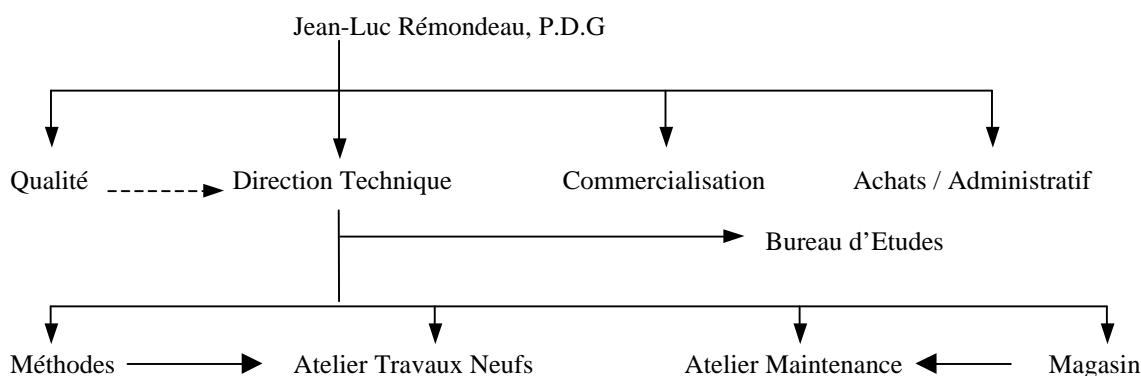 Jean-Luc Rémondeau, P.D.G
Qualité Direction Technique Commercialisation Achats / Administratif
Bureau d'Etudes
Méthodes Atelier Travaux Neufs Atelier Maintenance Magasin